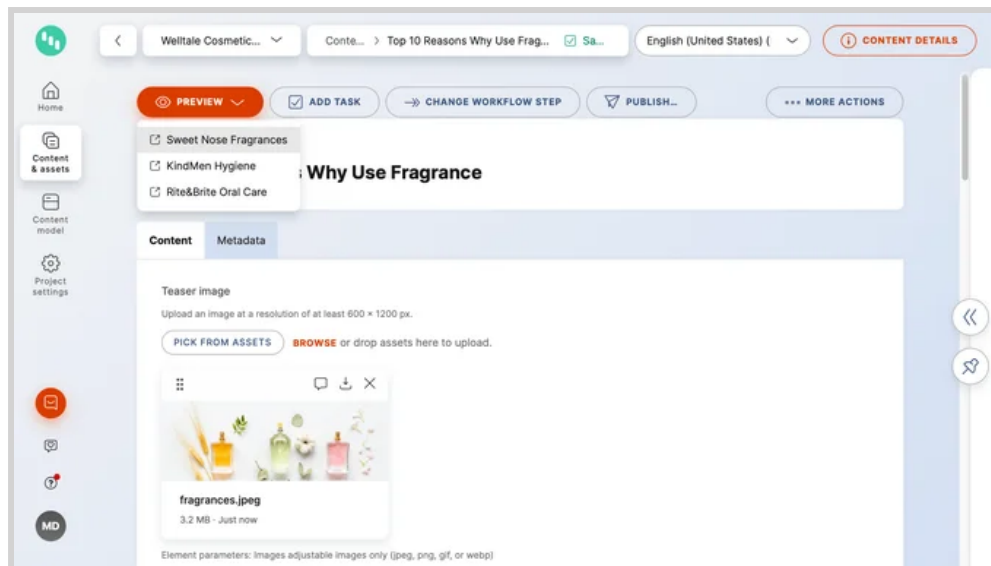 Welltale Cosmetic...
Conte... > Top 10 Reasons Why Use Frag... Sa...
English (United States) (
CONTENT DETAILS
Home
Content
& assets
Content
model
Project
settings
PREVIEW
ADD TASK
CHANGE WORKFLOW STEP
PUBLISH...
MORE ACTIONS
Sweet Nose Fragrances
KindMen Hygiene
Rite&Brite Oral Care
Why Use Fragrance
Content
Metadata
Teaser image
Upload an image at a resolution of at least 600 × 1200 px.
PICK FROM ASSETS
BROWSE or drop assets here to upload.
fragrances.jpeg
3.2 MB - Just now
Element parameters: Images adjustable images only (jpeg, png, gif, or webp)
MD